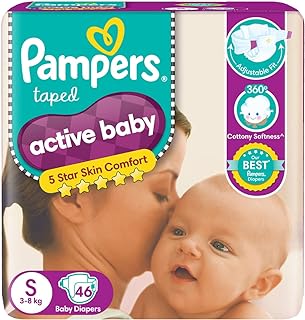 Pampers
taped
active baby
5 Star Skin Comfort
Adjustable Fit
360°
Cottony Softness^
Our
BEST*
Pampers
Diapers
S
3-8 kg
46
Baby Diapers